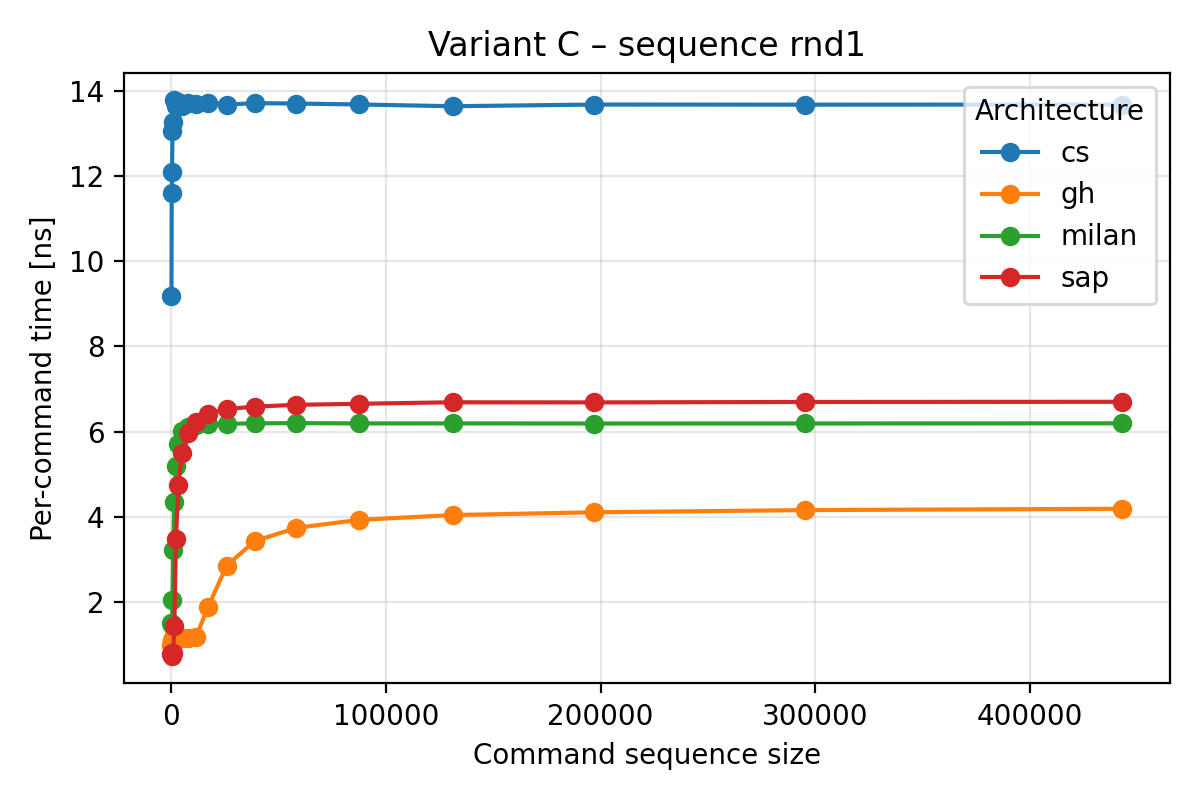 Variant C – sequence rnd1
Per-command time [ns]
14
12
10
8
6
4
2
0
100000
200000
300000
400000
Command sequence size
Architecture
cs
gh
milan
sap